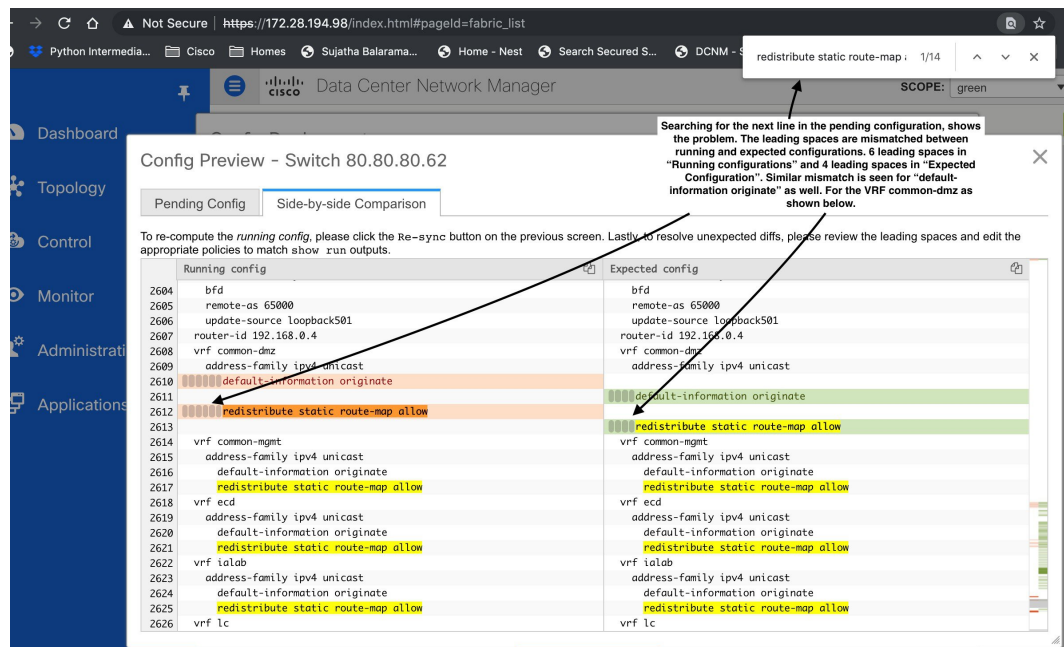 Not Secure | https://172.28.194.98/index.html#pageId=fabric_list
Python Intermedia... Cisco Homes Sujatha Balarama... Home - Nest Search Secured S... DCNM - S
redistribute static route-map 1/14
cisco Data Center Network Manager
SCOPE: green
Dashboard
Topology
Control
Monitor
Administrati
Applications
Searching for the next line in the pending configuration, shows
the problem. The leading spaces are mismatched between
running and expected configurations. 6 leading spaces in
“Running configurations” and 4 leading spaces in “Expected
Configuration”. Similar mismatch is seen for “default-
information originate” as well. For the VRF common-dmz as
shown below.
Config Preview - Switch 80.80.80.62
Pending Config Side-by-side Comparison
To re-compute the running config, please click the Re-sync button on the previous screen. Lastly, to resolve unexpected diffs, please review the leading spaces and edit the
appropriate policies to match show run outputs.
Running config Expected config
2604 bfd bfd
2605 remote-as 65000 remote-as 65000
2606 update-source loopback501 update-source loopback501
2607 router-id 192.168.0.4 router-id 192.168.0.4
2608 vrf common-dmz vrf common-dmz
2609 address-family ipv4 unicast address-family ipv4 unicast
2610 default-information originate
2611 default-information originate
2612 redistribute static route-map allow
2613 redistribute static route-map allow
2614 vrf common-mgmt vrf common-mgmt
2615 address-family ipv4 unicast address-family ipv4 unicast
2616 default-information originate default-information originate
2617 redistribute static route-map allow redistribute static route-map allow
2618 vrf ecd vrf ecd
2619 address-family ipv4 unicast address-family ipv4 unicast
2620 default-information originate default-information originate
2621 redistribute static route-map allow redistribute static route-map allow
2622 vrf ialab vrf ialab
2623 address-family ipv4 unicast address-family ipv4 unicast
2624 default-information originate default-information originate
2625 redistribute static route-map allow redistribute static route-map allow
2626 vrf lc vrf lc